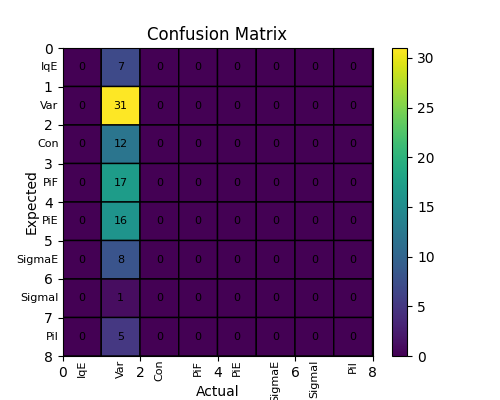 Confusion Matrix
0
IqE 0 7 0 0 0 0 0 0
1
Var 0 31 0 0 0 0 0 0
2
Con 0 12 0 0 0 0 0 0
3
PiF 0 17 0 0 0 0 0 0
4
PiE 0 16 0 0 0 0 0 0
5
SigmaE 0 8 0 0 0 0 0 0
6
SigmaI 0 1 0 0 0 0 0 0
7
PiI 0 5 0 0 0 0 0 0
8
Expected
0 2 4 6 8
IqE Var Con PiF PiE SigmaE SigmaI PiI
Actual
30
25
20
15
10
5
0